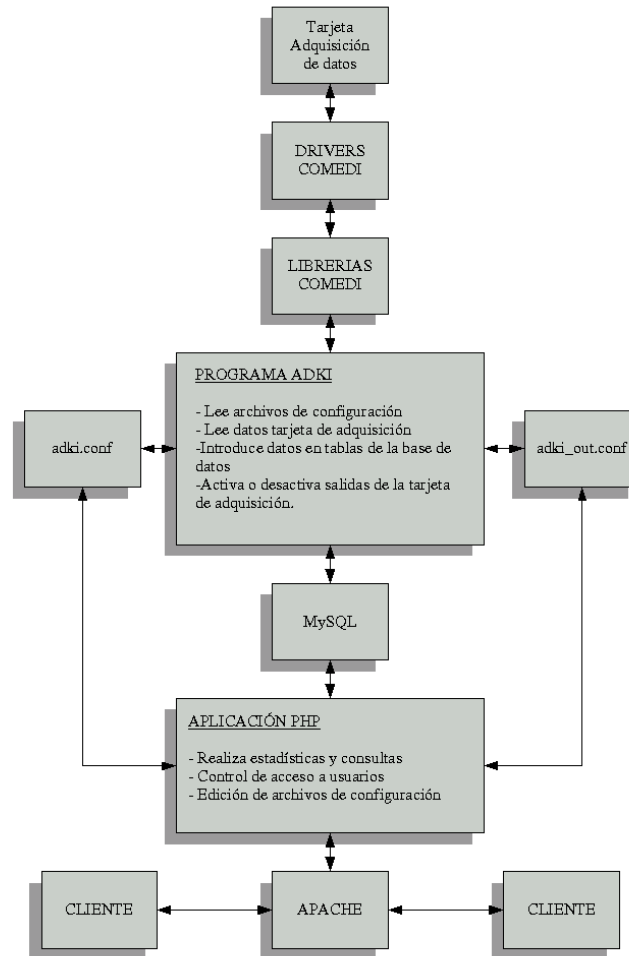 Tarjeta
Adquisición
de datos
DRIVERS
COMEDI
LIBRERIAS
COMEDI
PROGRAMA ADKI
- Lee archivos de configuración
- Lee datos tarjeta de adquisición
-Introduce datos en tablas de la base de
datos
-Activa o desactiva salidas de la tarjeta
de adquisición.
adki.conf
adki_out.conf
MySQL
APLICACIÓN PHP
- Realiza estadísticas y consultas
- Control de acceso a usuarios
- Edición de archivos de configuración
CLIENTE
APACHE
CLIENTE